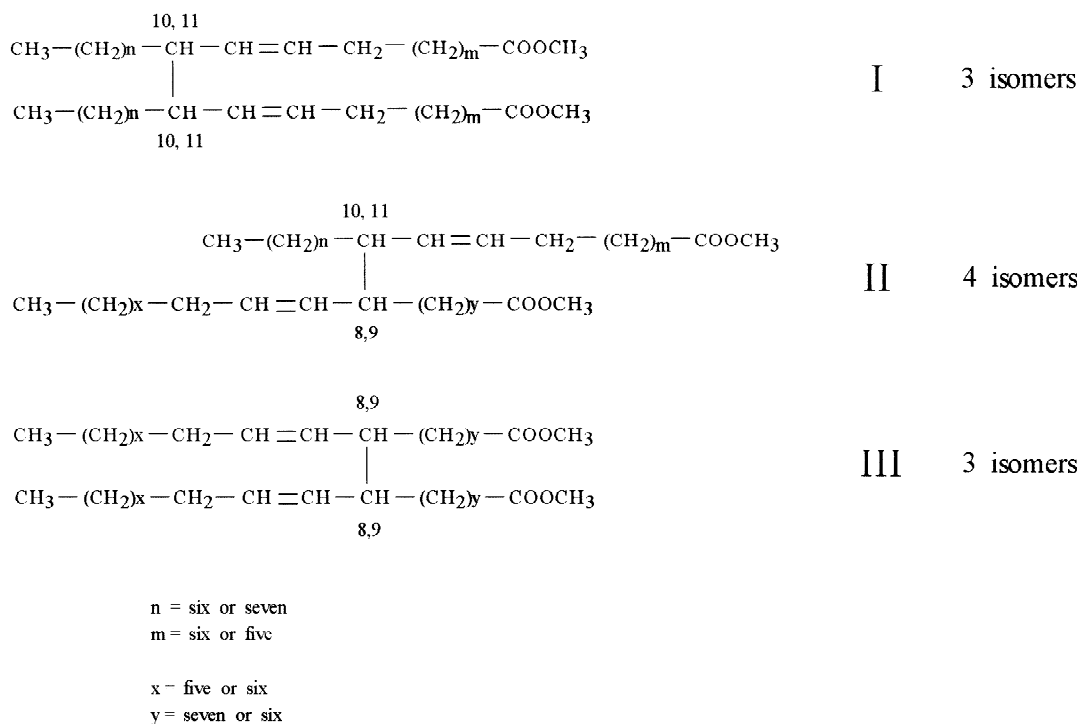 10, 11
CH3—(CH2)n—CH—CH=CH—CH2—(CH2)m—COOCH3 I 3 isomers
CH3—(CH2)n—CH—CH=CH—CH2—(CH2)m—COOCH3
10, 11
10, 11
CH3—(CH2)n—CH—CH=CH—CH2—(CH2)m—COOCH3
II 4 isomers
CH3—(CH2)x—CH2—CH=CH—CH—(CH2)y—COOCH3
8,9
8,9
CH3—(CH2)x—CH2—CH=CH—CH—(CH2)y—COOCH3
III 3 isomers
CH3—(CH2)x—CH2—CH=CH—CH—(CH2)y—COOCH3
8,9
n = six or seven
m = six or five
x = five or six
y = seven or six